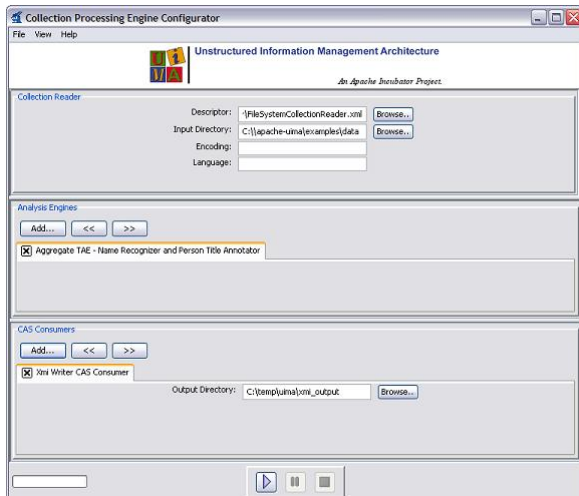 Collection Processing Engine Configurator
File View Help
UIMA
Unstructured Information Management Architecture
An Apache Incubator Project.
Collection Reader
Descriptor: \FileSystemCollectionReader.xml Browse..
Input Directory: C:\\apache-uima\examples\data Browse..
Encoding:
Language:
Analysis Engines
Add... << >>
Aggregate TAE - Name Recognizer and Person Title Annotator
CAS Consumers
Add... << >>
Xmi Writer CAS Consumer
Output Directory: C:\temp\uima\xmi_output Browse..